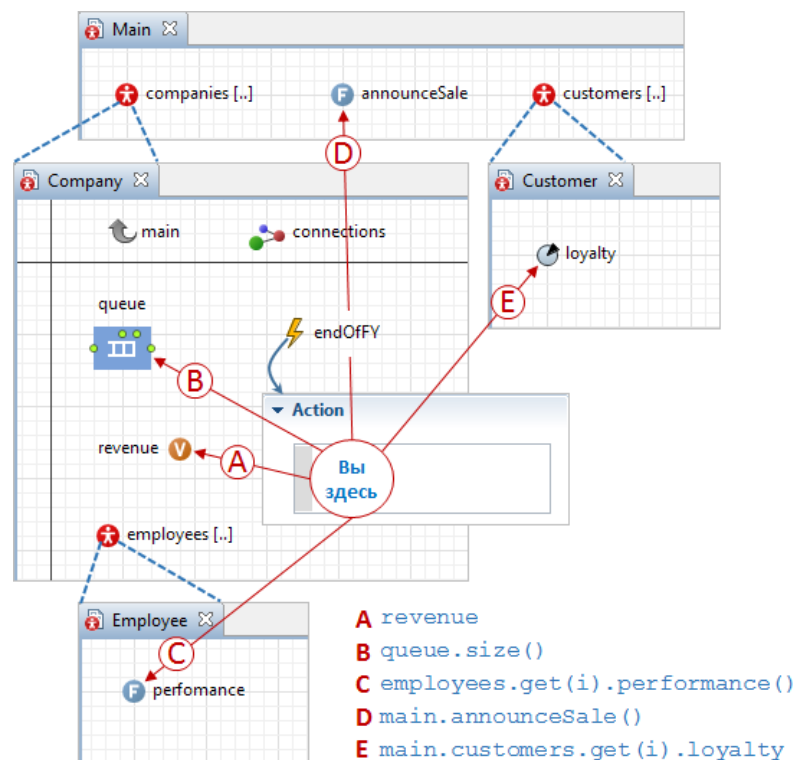 Main
companies [..]
announceSale
customers [..]
D
Company
Customer
main
connections
loyalty
E
queue
endOfFY
B
Action
revenue
V
A
Вы
здесь
employees [..]
Employee
C
F perfomance
A revenue
B queue.size()
C employees.get(i).performance()
D main.announceSale()
E main.customers.get(i).loyalty